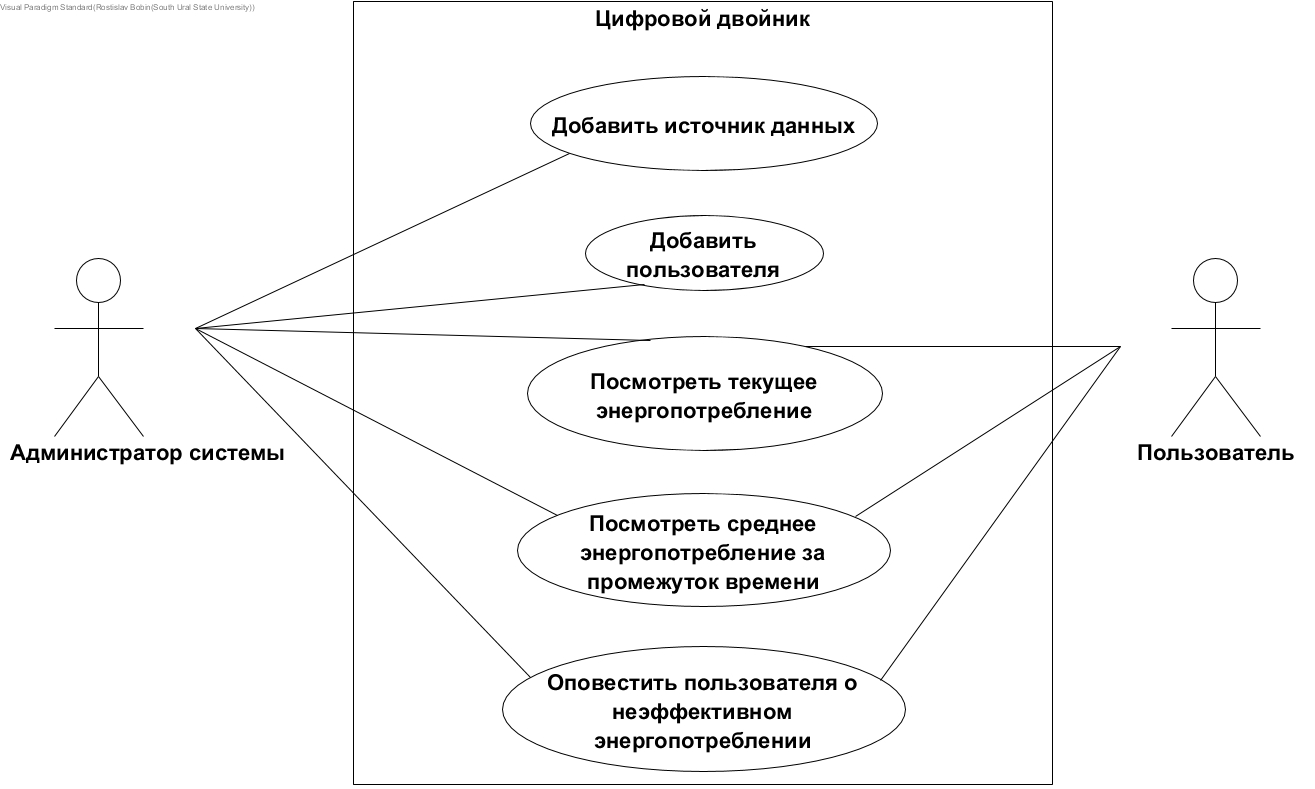 Visual Paradigm Standard(Rostislav Bobin(South Ural State University))
Цифровой двойник
Добавить источник данных
Добавить
пользователя
Посмотреть текущее
энергопотребление
Администратор системы
Пользователь
Посмотреть среднее
энергопотребление за
промежуток времени
Оповестить пользователя о
неэффективном
энергопотреблении